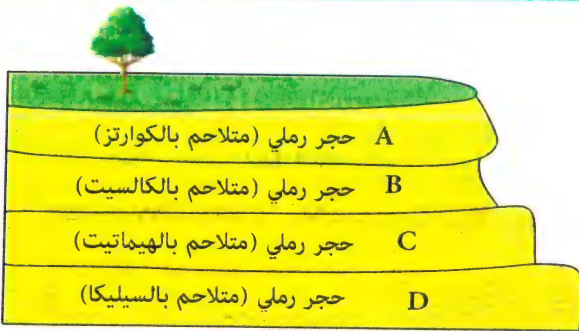 A حجر رملي (متلاحم بالكوارتز)
B حجر رملي (متلاحم بالكالسيت)
C حجر رملي (متلاحم بالهيماتيت)
D حجر رملي (متلاحم بالسيليكا)